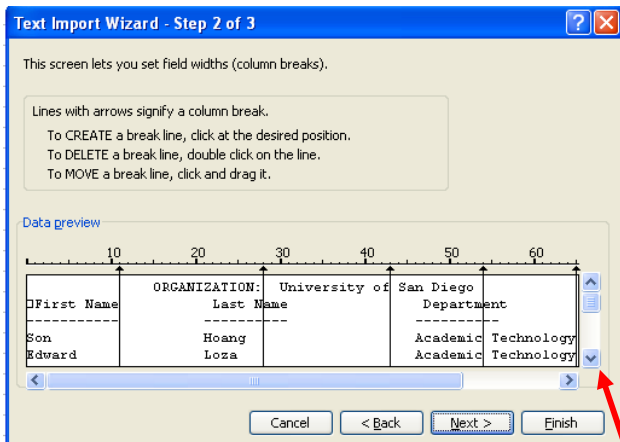 Text Import Wizard - Step 2 of 3
This screen lets you set field widths (column breaks).
Lines with arrows signify a column break.
To CREATE a break line, click at the desired position.
To DELETE a break line, double click on the line.
To MOVE a break line, click and drag it.
Data preview
10 20 30 40 50 60
ORGANIZATION: University of San Diego
First Name Last Name Department
---------- --------- ----------
Son Hoang Academic Technology
Edward Loza Academic Technology
Cancel < Back Next > Finish